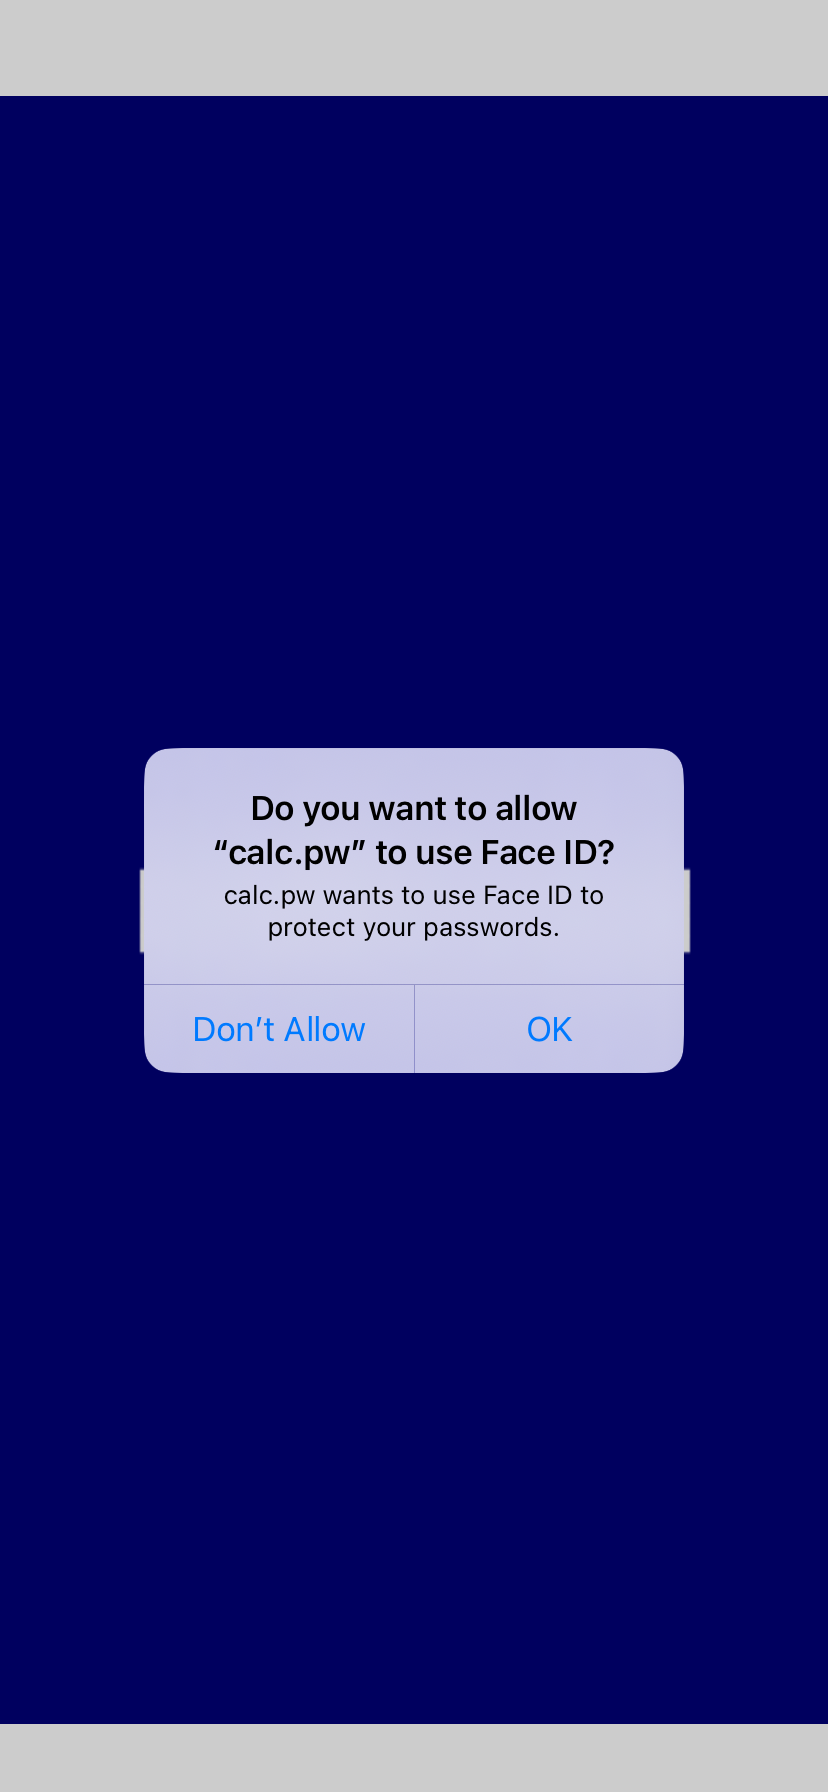 Do you want to allow
“calc.pw” to use Face ID?
calc.pw wants to use Face ID to
protect your passwords.
Don’t Allow
OK